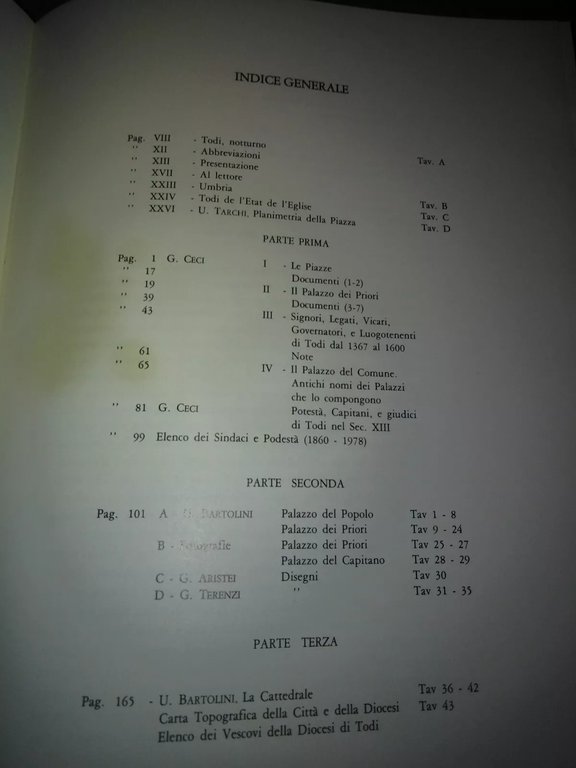 INDICE GENERALE
Pag. VIII - Todi, notturno
" XII - Abbreviazioni Tav. A
" XIII - Presentazione
" XVII - Al lettore
" XXIII - Umbria Tav. B
" XXIV - Todi de l'Etat de l'Eglise Tav. C
" XXVI - U. TARCHI, Planimetria della Piazza Tav. D
PARTE PRIMA
Pag. 1 G. CECI I - Le Piazze
" 17 Documenti (1-2)
" 19 II - Il Palazzo dei Priori
" 39 Documenti (3-7)
" 43 III - Signori, Legati, Vicari,
Governatori, e Luogotenenti
di Todi dal 1367 al 1600
" 61 Note
" 65 IV - Il Palazzo del Comune.
Antichi nomi dei Palazzi
che lo compongono
" 81 G. CECI Potestà, Capitani, e giudici
di Todi nel Sec. XIII
" 99 Elenco dei Sindaci e Podestà (1860 - 1978)
PARTE SECONDA
Pag. 101 A - BARTOLINI Palazzo del Popolo Tav 1 - 8
Palazzo dei Priori Tav 9 - 24
B - Fotografie Palazzo dei Priori Tav 25 - 27
Palazzo del Capitano Tav 28 - 29
C - G. ARISTEI Disegni Tav 30
D - G. TERENZI " Tav 31 - 35
PARTE TERZA
Pag. 165 - U. BARTOLINI, La Cattedrale Tav 36 - 42
Carta Topografica della Città e della Diocesi Tav 43
Elenco dei Vescovi della Diocesi di Todi